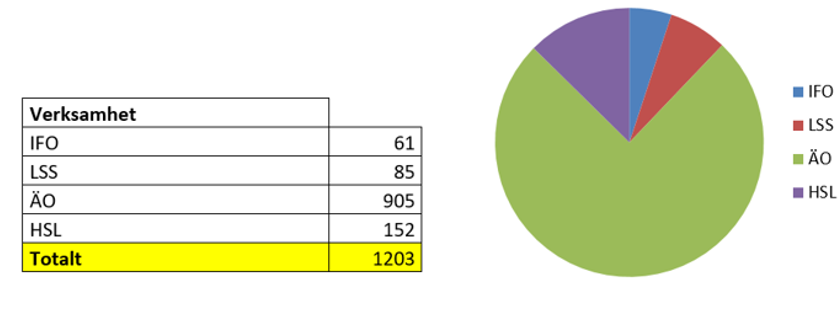 Verksamhet
IFO 61
LSS 85
ÄO 905
HSL 152
Totalt 1203
IFO
LSS
ÄO
HSL